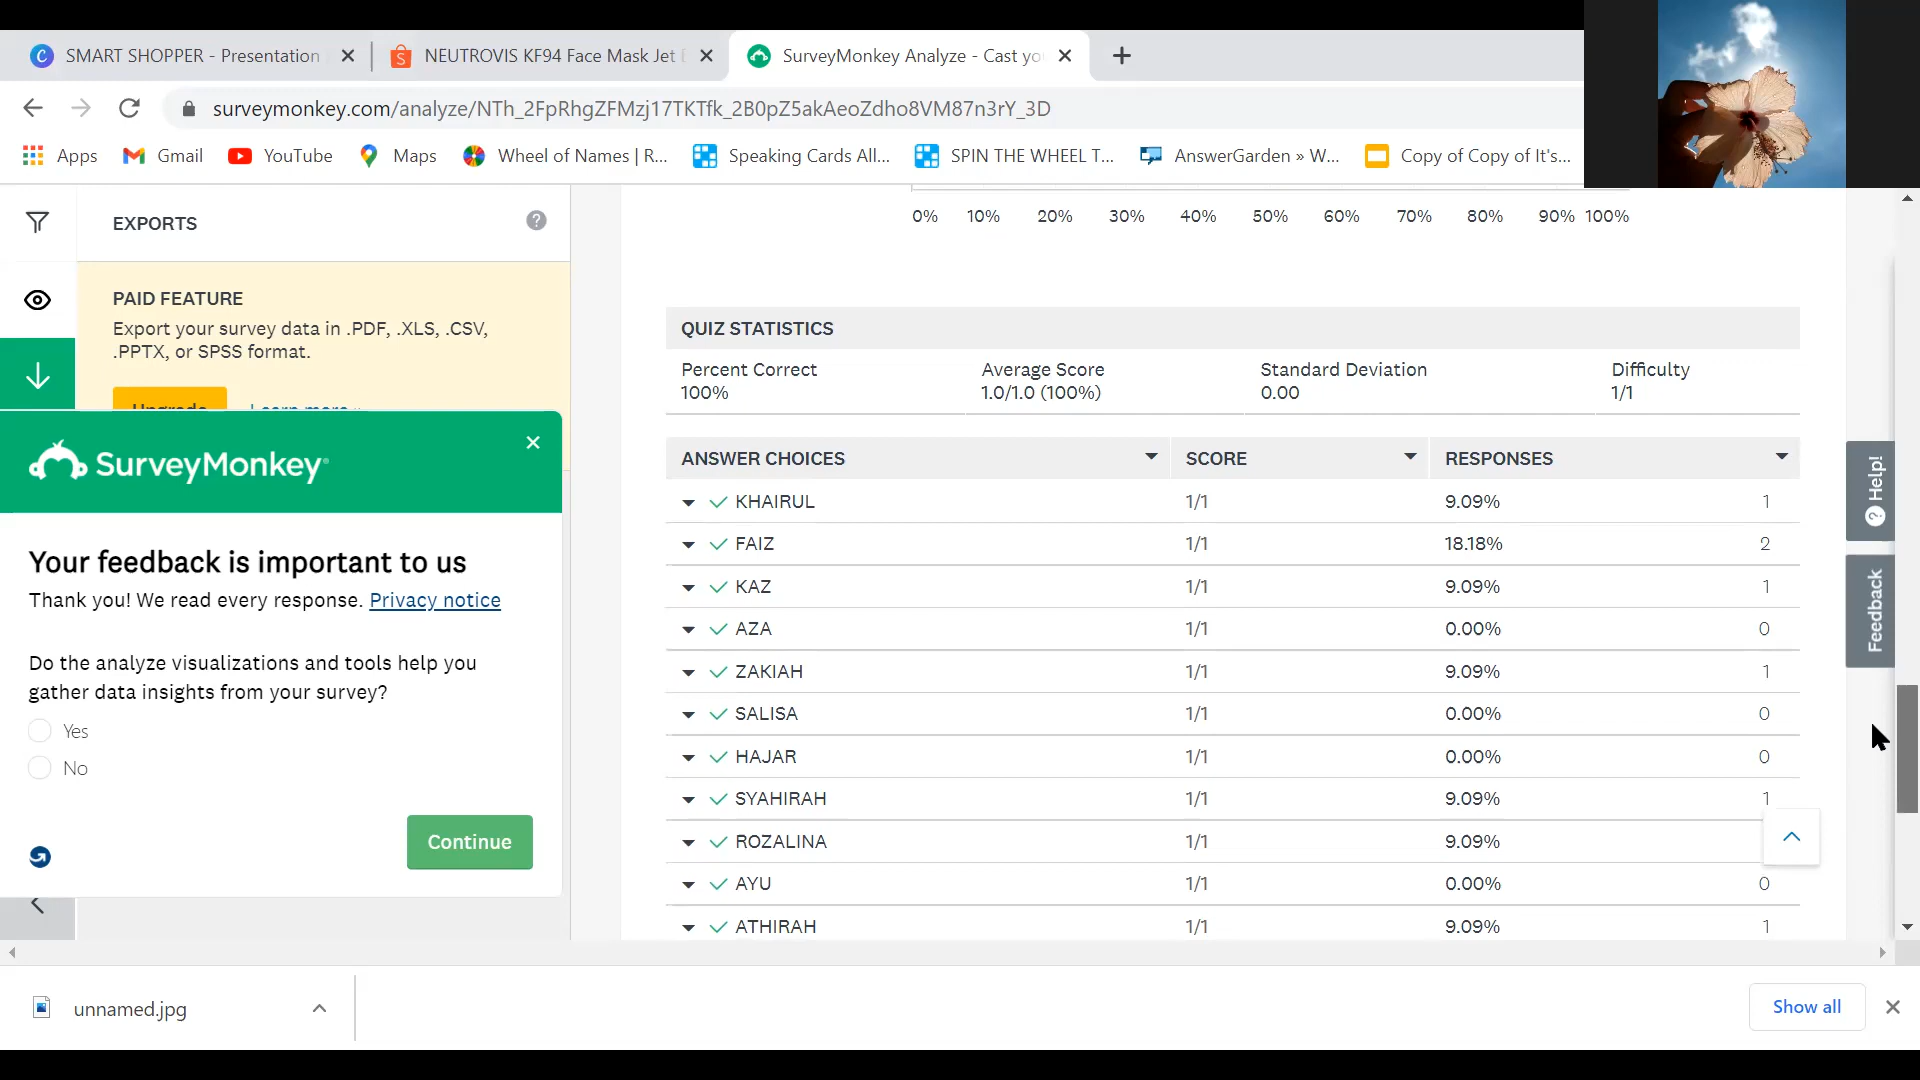 SMART SHOPPER - Presentation
NEUTROVIS KF94 Face Mask Jet
SurveyMonkey Analyze - Cast yo
surveymonkey.com/analyze/NTh_2FpRhgZFMzj17TKTfk_2B0pZ5akAeoZdho8VM87n3rY_3D
Apps Gmail YouTube Maps Wheel of Names | R... Speaking Cards All... SPIN THE WHEEL T... AnswerGarden » W... Copy of Copy of It's...
EXPORTS
PAID FEATURE
Export your survey data in .PDF, .XLS, .CSV,
.PPTX, or SPSS format.
Upgrade Learn more »
SurveyMonkey
Your feedback is important to us
Thank you! We read every response. Privacy notice
Do the analyze visualizations and tools help you
gather data insights from your survey?
Yes
No
Continue
0% 10% 20% 30% 40% 50% 60% 70% 80% 90% 100%
QUIZ STATISTICS
Percent Correct Average Score Standard Deviation Difficulty
100% 1.0/1.0 (100%) 0.00 1/1
ANSWER CHOICES SCORE RESPONSES
KHAIRUL 1/1 9.09% 1
FAIZ 1/1 18.18% 2
KAZ 1/1 9.09% 1
AZA 1/1 0.00% 0
ZAKIAH 1/1 9.09% 1
SALISA 1/1 0.00% 0
HAJAR 1/1 0.00% 0
SYAHIRAH 1/1 9.09% 1
ROZALINA 1/1 9.09%
AYU 1/1 0.00% 0
ATHIRAH 1/1 9.09% 1
Help!
Feedback
unnamed.jpg
Show all